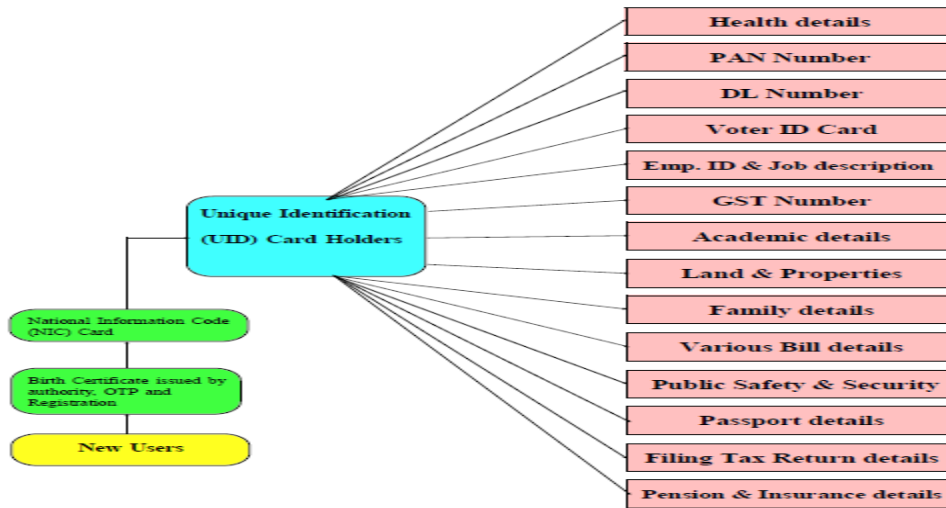 Health details
PAN Number
DL Number
Voter ID Card
Emp. ID & Job description
GST Number
Academic details
Land & Properties
Family details
Various Bill details
Public Safety & Security
Passport details
Filing Tax Return details
Pension & Insurance details
Unique Identification
(UID) Card Holders
National Information Code
(NIC) Card
Birth Certificate issued by
authority, OTP and
Registration
New Users